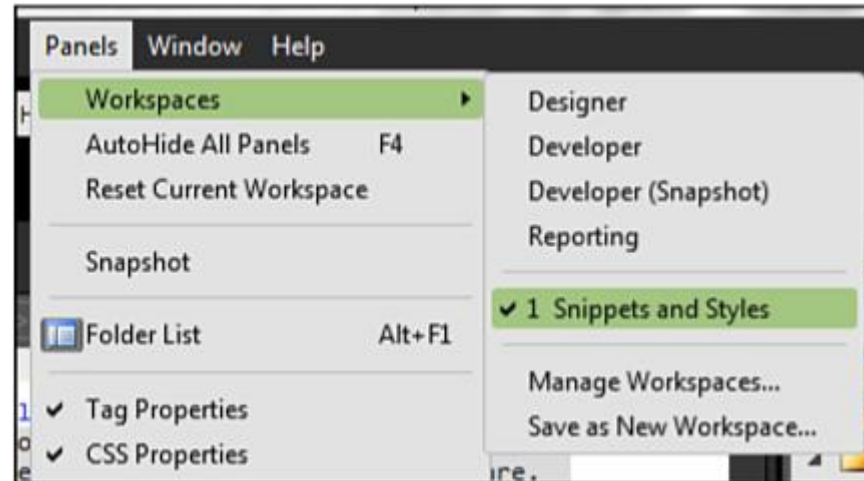 Panels Window Help
Workspaces
AutoHide All Panels F4
Reset Current Workspace
Snapshot
Folder List Alt+F1
Tag Properties
CSS Properties
Designer
Developer
Developer (Snapshot)
Reporting
1 Snippets and Styles
Manage Workspaces...
Save as New Workspace...